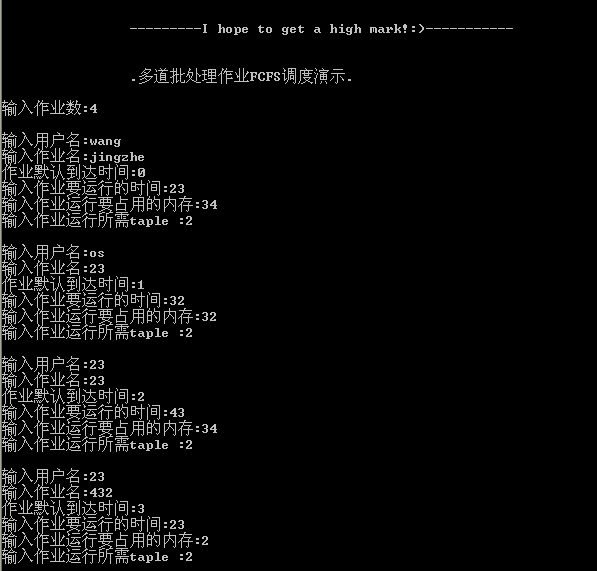 ---------I hope to get a high mark!:)-----------
.多道批处理作业FCFS调度演示.
输入作业数:4
输入用户名:wang
输入作业名:jingzhe
作业默认到达时间:0
输入作业要运行的时间:23
输入作业运行要占用的内存:34
输入作业运行所需taple :2
输入用户名:os
输入作业名:23
作业默认到达时间:1
输入作业要运行的时间:32
输入作业运行要占用的内存:32
输入作业运行所需taple :2
输入用户名:23
输入作业名:23
作业默认到达时间:2
输入作业要运行的时间:43
输入作业运行要占用的内存:34
输入作业运行所需taple :2
输入用户名:23
输入作业名:432
作业默认到达时间:3
输入作业要运行的时间:23
输入作业运行要占用的内存:2
输入作业运行所需taple :2